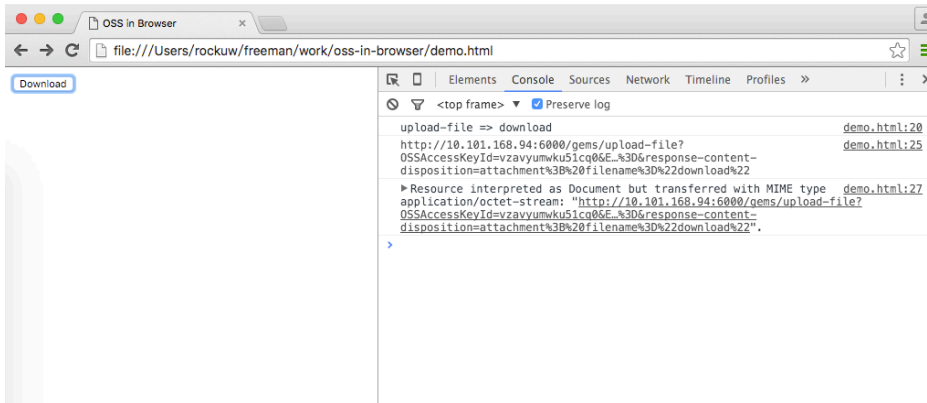 OSS in Browser
file:///Users/rockuw/freeman/work/oss-in-browser/demo.html
Download
Elements Console Sources Network Timeline Profiles »
<top frame> ▼ Preserve log
upload-file => download demo.html:20
http://10.101.168.94:6000/gems/upload-file? demo.html:25
OSSAccessKeyId=vzavyumwku51cq0&E…%3D&response-content-
disposition=attachment%3B%20filename%3D%22download%22
▶Resource interpreted as Document but transferred with MIME type demo.html:27
application/octet-stream: "http://10.101.168.94:6000/gems/upload-file?
OSSAccessKeyId=vzavyumwku51cq0&E…%3D&response-content-
disposition=attachment%3B%20filename%3D%22download%22".